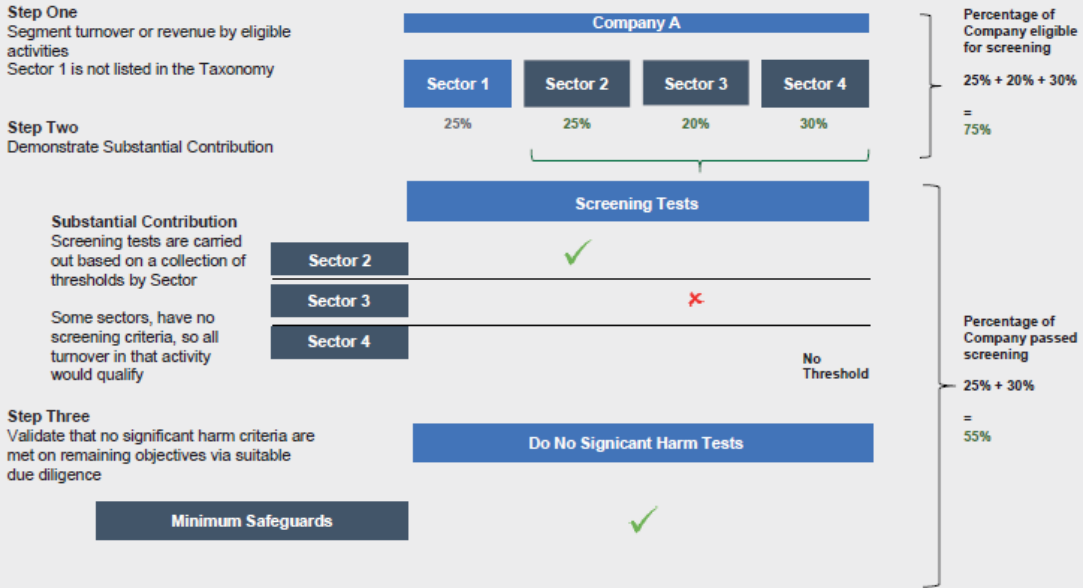 Step One
Segment turnover or revenue by eligible
activities
Sector 1 is not listed in the Taxonomy
Company A
Sector 1
Sector 2
Sector 3
Sector 4
25%
25%
20%
30%
Percentage of
Company eligible
for screening
25% + 20% + 30%
=
75%
Step Two
Demonstrate Substantial Contribution
Screening Tests
Substantial Contribution
Screening tests are carried
out based on a collection of
thresholds by Sector
Some sectors, have no
screening criteria, so all
turnover in that activity
would qualify
Sector 2
Sector 3
Sector 4
No
Threshold
Percentage of
Company passed
screening
25% + 30%
=
55%
Step Three
Validate that no significant harm criteria are
met on remaining objectives via suitable
due diligence
Do No Signicant Harm Tests
Minimum Safeguards